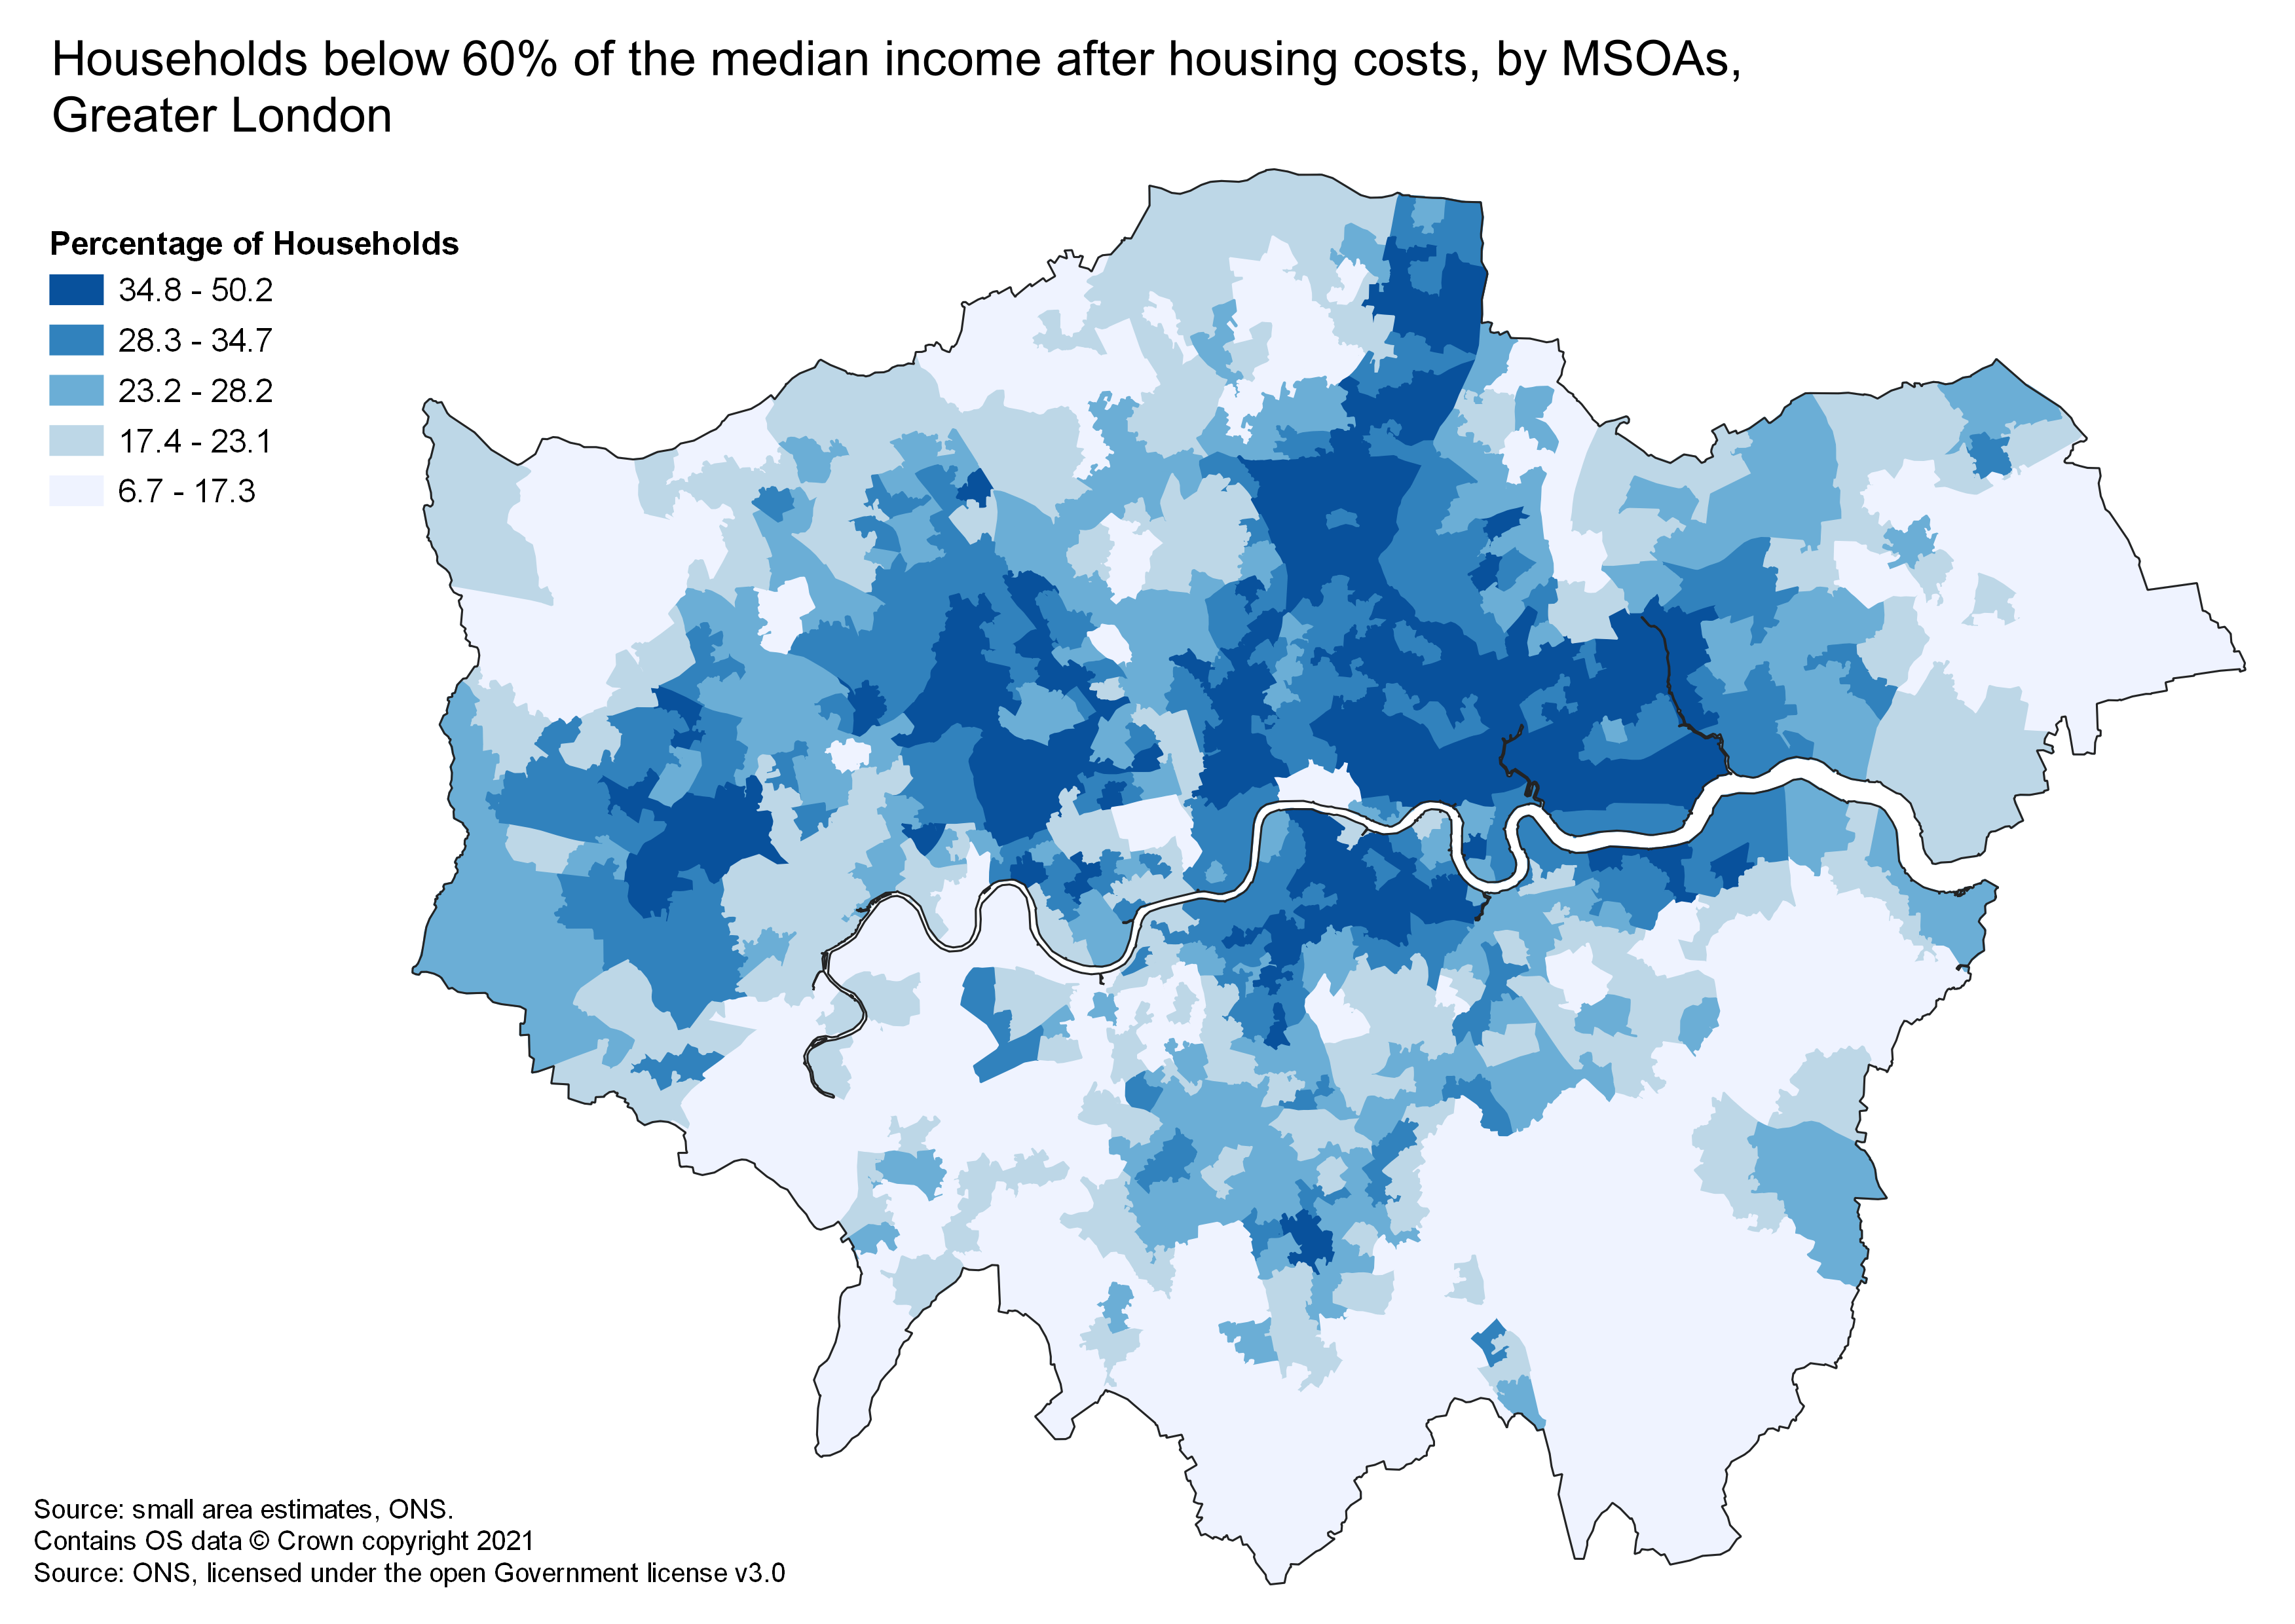 Households below 60% of the median income after housing costs, by MSOAs,
Greater London
Percentage of Households
34.8 - 50.2
28.3 - 34.7
23.2 - 28.2
17.4 - 23.1
6.7 - 17.3
Source: small area estimates, ONS.
Contains OS data © Crown copyright 2021
Source: ONS, licensed under the open Government license v3.0